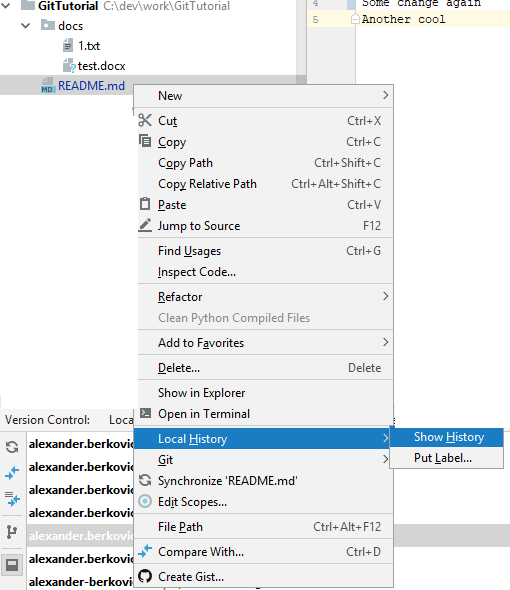 GitTutorial C:\dev\work\GitTutorial
docs
1.txt
test.docx
README.md
4 Some change again
5 Another cool
New
Cut Ctrl+X
Copy Ctrl+C
Copy Path Ctrl+Shift+C
Copy Relative Path Ctrl+Alt+Shift+C
Paste Ctrl+V
Jump to Source F12
Find Usages Ctrl+G
Inspect Code...
Refactor
Clean Python Compiled Files
Add to Favorites
Delete... Delete
Show in Explorer
Open in Terminal
Local History
Show History
Put Label...
Git
Synchronize 'README.md'
Edit Scopes...
File Path Ctrl+Alt+F12
Compare With... Ctrl+D
Create Gist...
Version Control: Loca
alexander.berkovic
alexander.berkovic
alexander.berkovic
alexander.berkovic
alexander.berkovic
alexander.berkovic
alexander-berkovic